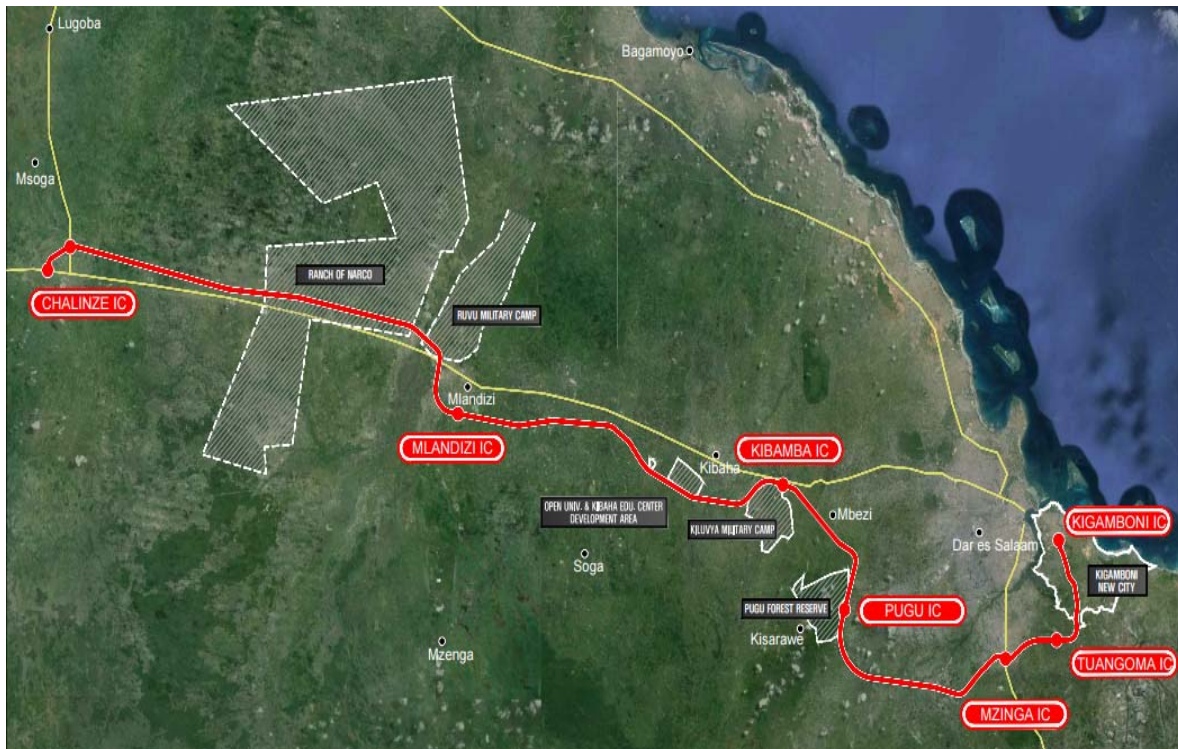 Lugoba
Bagamoyo
Msoga
RANCH OF NARCO
CHALINZE IC
RUVU MILITARY CAMP
Mlandizi
MLANDIZI IC
KIBAMBA IC
Kibaha
OPEN UNIV. & KIBAHA EDU. CENTER
DEVELOPMENT AREA
KILUVYA MILITARY CAMP
Mbezi
KIGAMBONI IC
Dar es Salaam
Soga
KIGAMBONI
NEW CITY
PUGU FOREST RESERVE
PUGU IC
Kisarawe
Mzenga
TUANGOMA IC
MZINGA IC